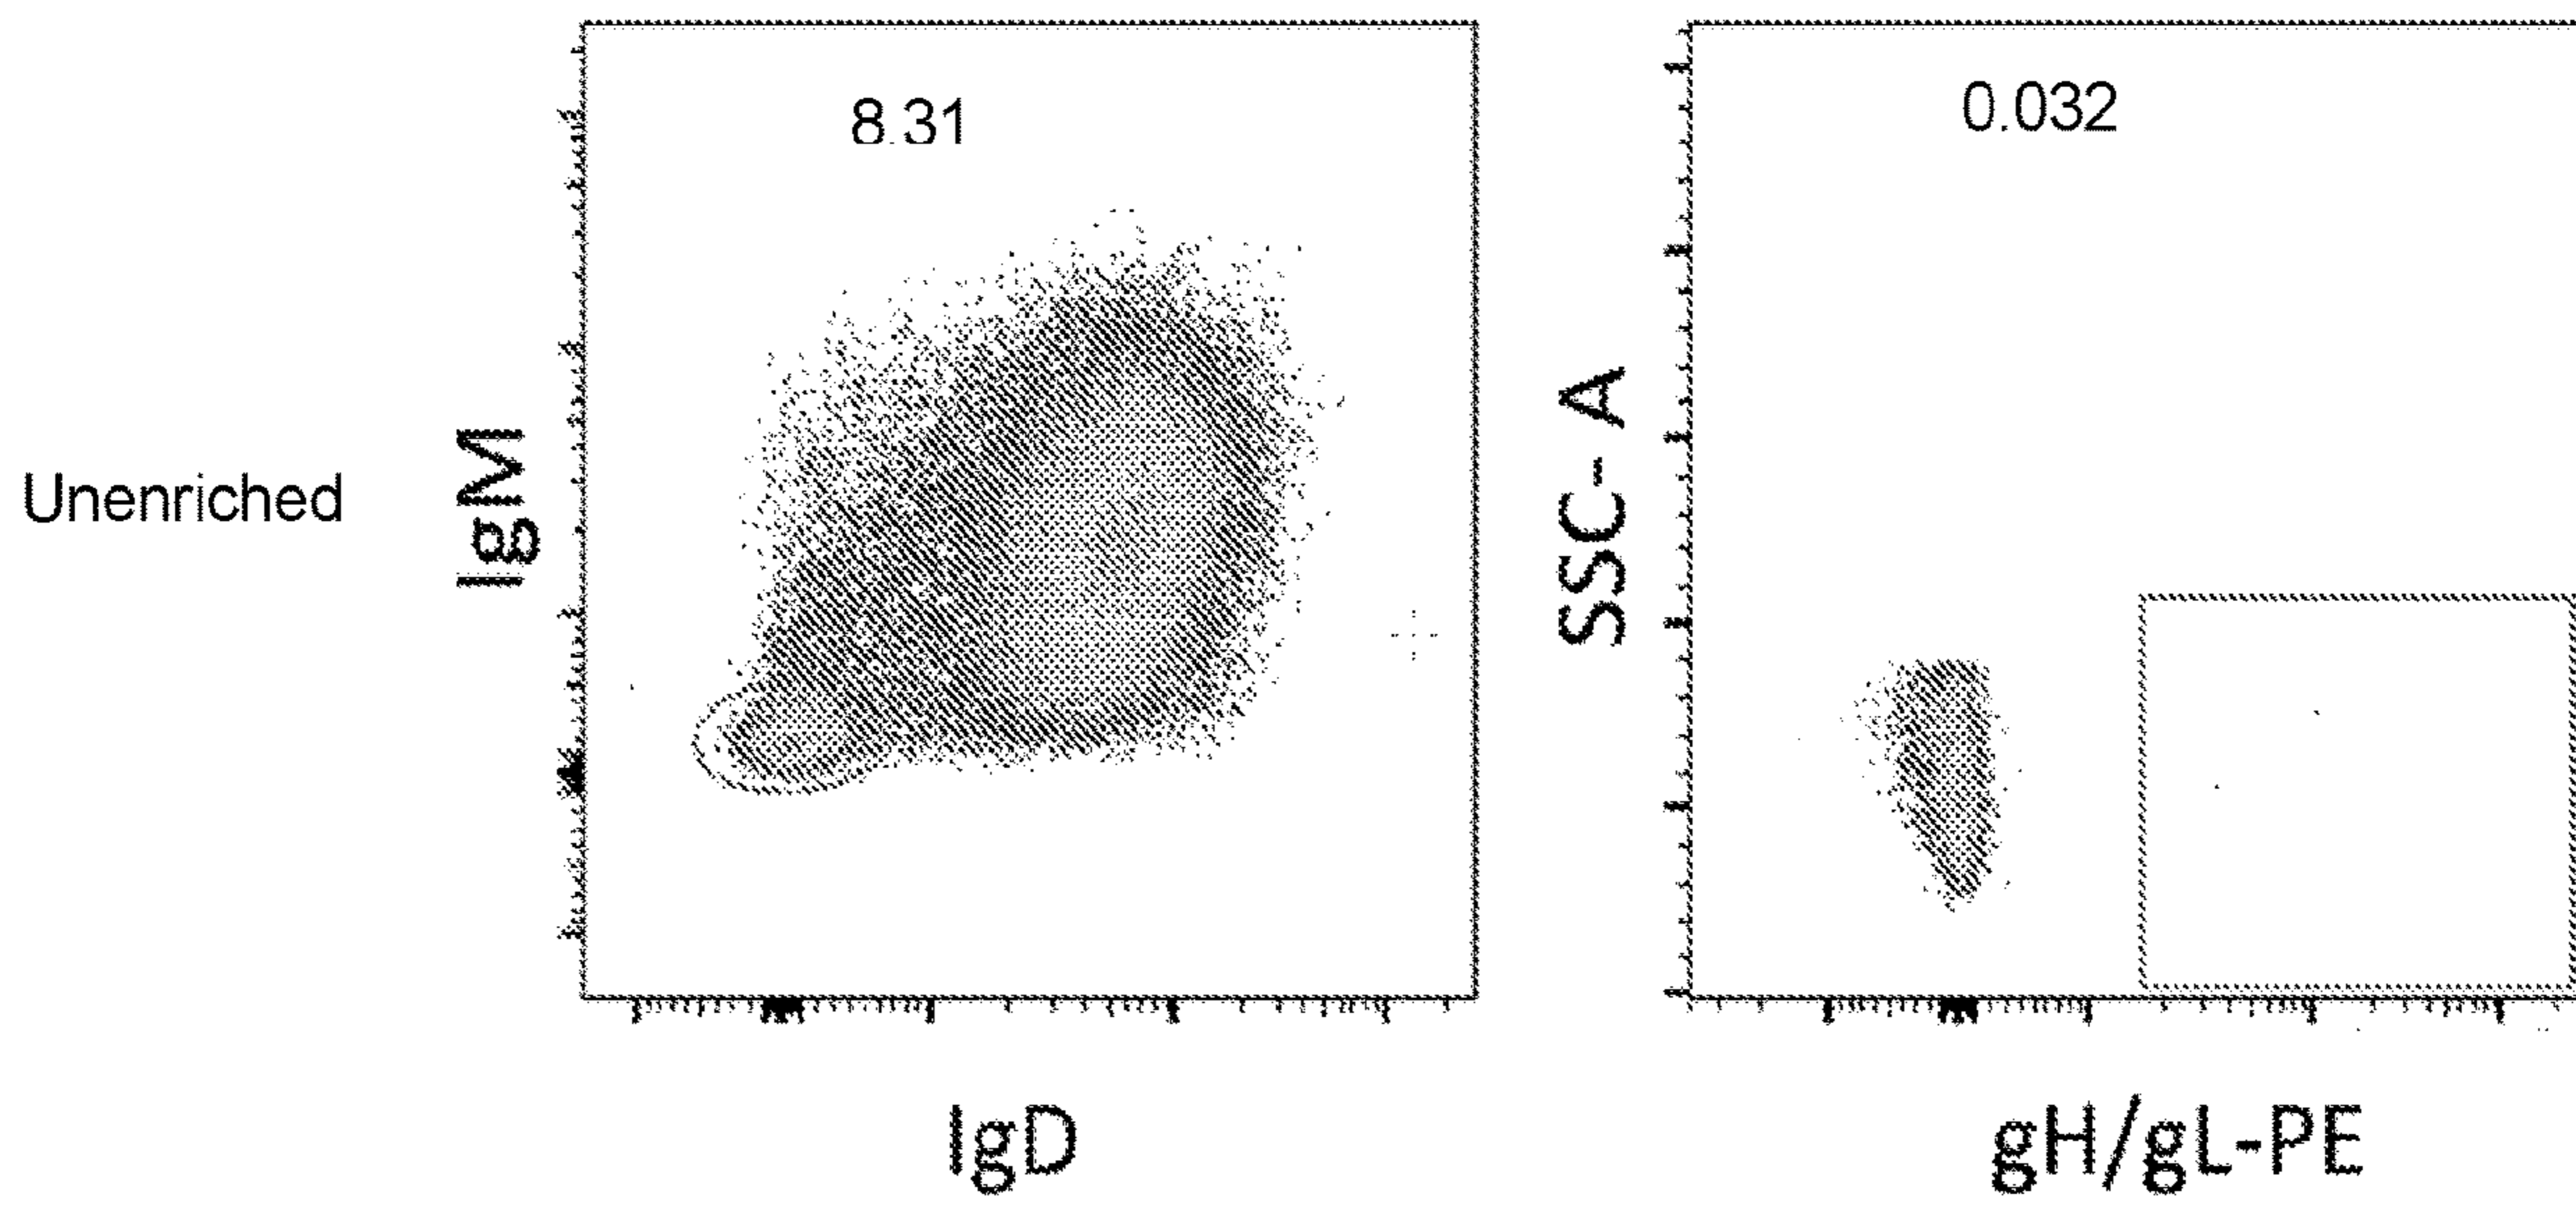 8.31
0.032
Unenriched
IgM
SSC- A
IgD
gH/gL-PE